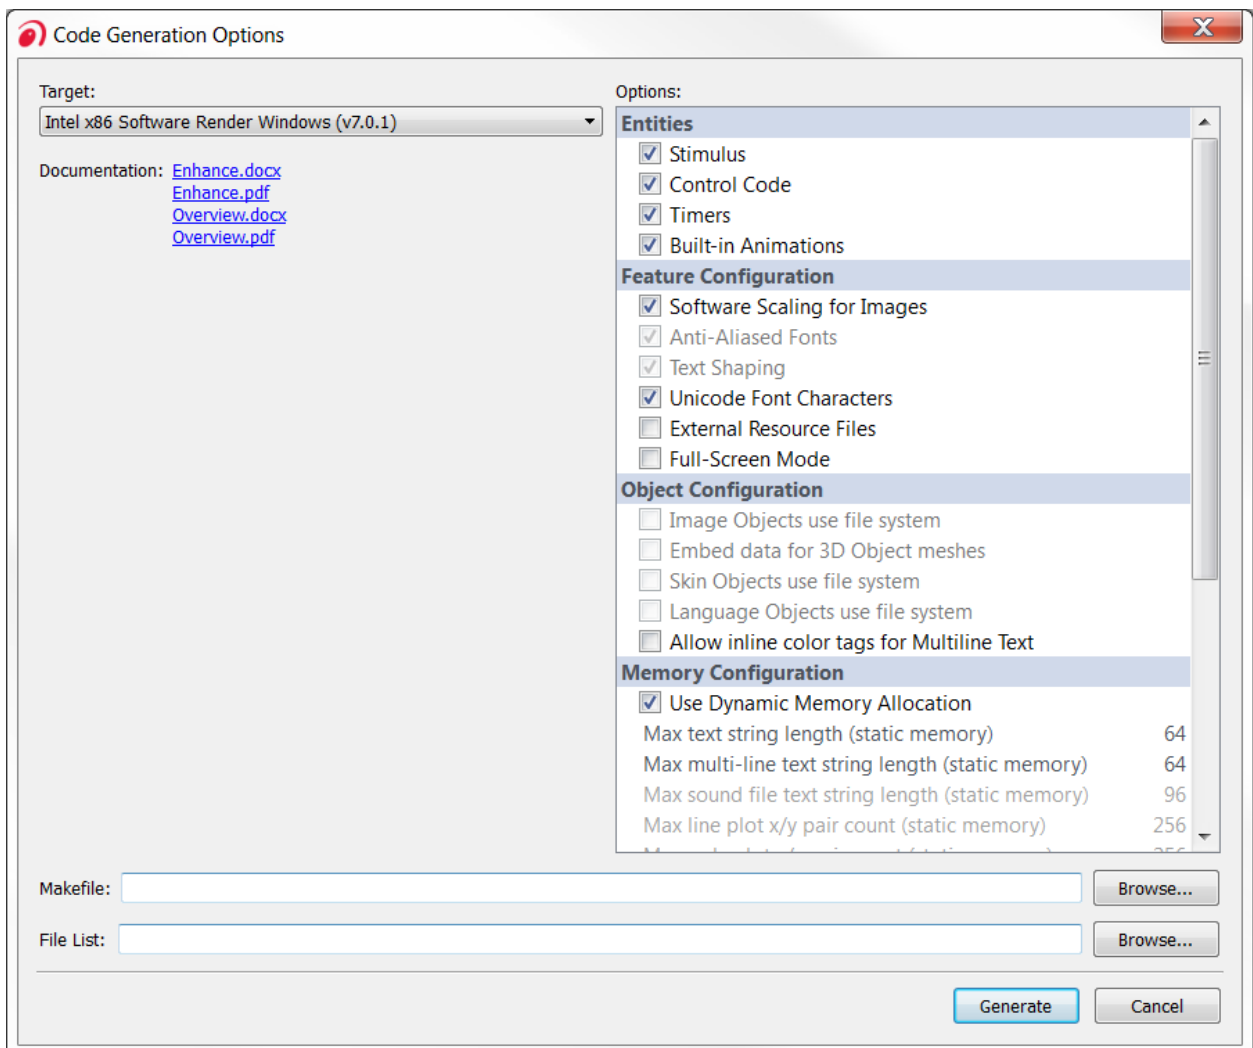 Code Generation Options
Target:
Intel x86 Software Render Windows (v7.0.1)
Documentation: Enhance.docx
Enhance.pdf
Overview.docx
Overview.pdf
Options:
Entities
Stimulus
Control Code
Timers
Built-in Animations
Feature Configuration
Software Scaling for Images
Anti-Aliased Fonts
Text Shaping
Unicode Font Characters
External Resource Files
Full-Screen Mode
Object Configuration
Image Objects use file system
Embed data for 3D Object meshes
Skin Objects use file system
Language Objects use file system
Allow inline color tags for Multiline Text
Memory Configuration
Use Dynamic Memory Allocation
Max text string length (static memory) 64
Max multi-line text string length (static memory) 64
Max sound file text string length (static memory) 96
Max line plot x/y pair count (static memory) 256
Makefile: Browse...
File List: Browse...
Generate Cancel